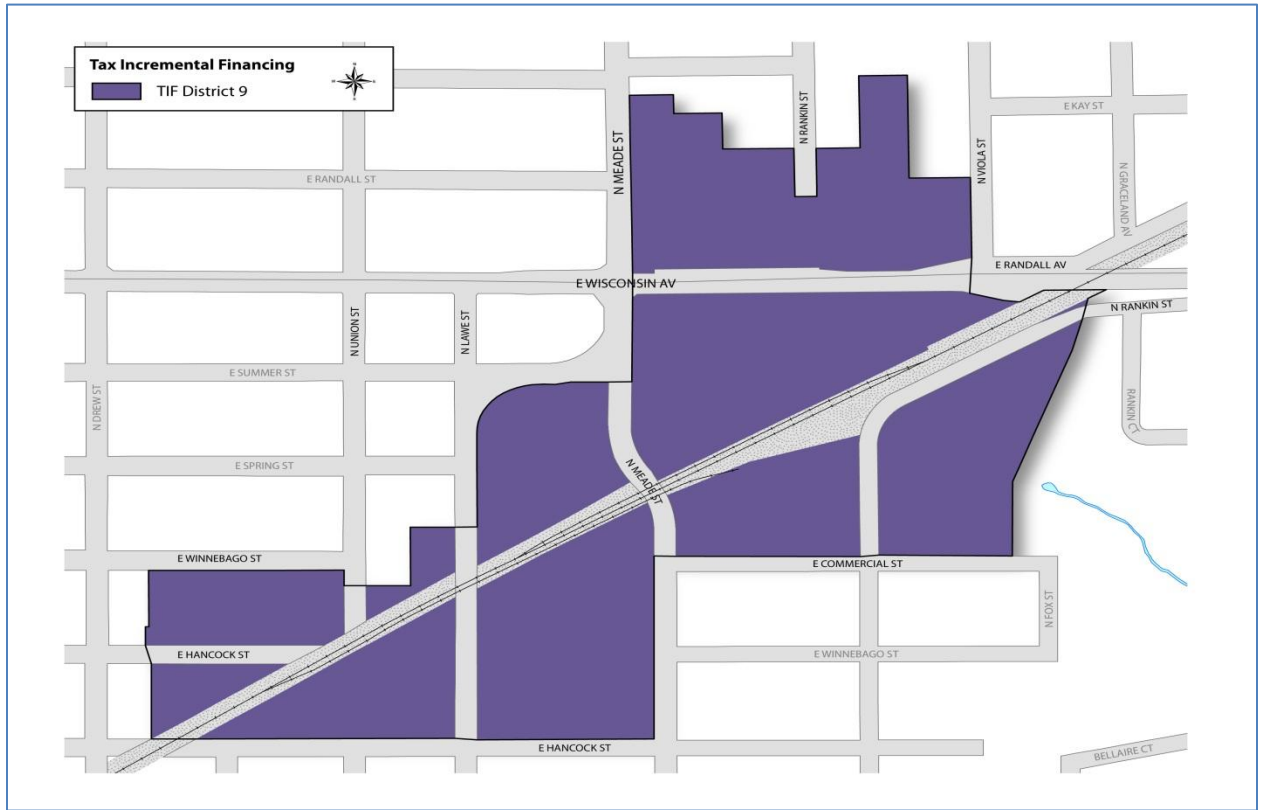 Tax Incremental Financing
TIF District 9
N MEADE ST
N RANKIN ST
N VIOLA ST
E KAY ST
N GRACELAND AV
E RANDALL ST
E RANDALL AV
E WISCONSIN AV
N RANKIN ST
N UNION ST
N LAWE ST
E SUMMER ST
N DREW ST
RANKIN CT
E SPRING ST
N MEADE ST
E WINNEBAGO ST
E COMMERCIAL ST
N FOX ST
E HANCOCK ST
E WINNEBAGO ST
E HANCOCK ST
BELLAIRE CT